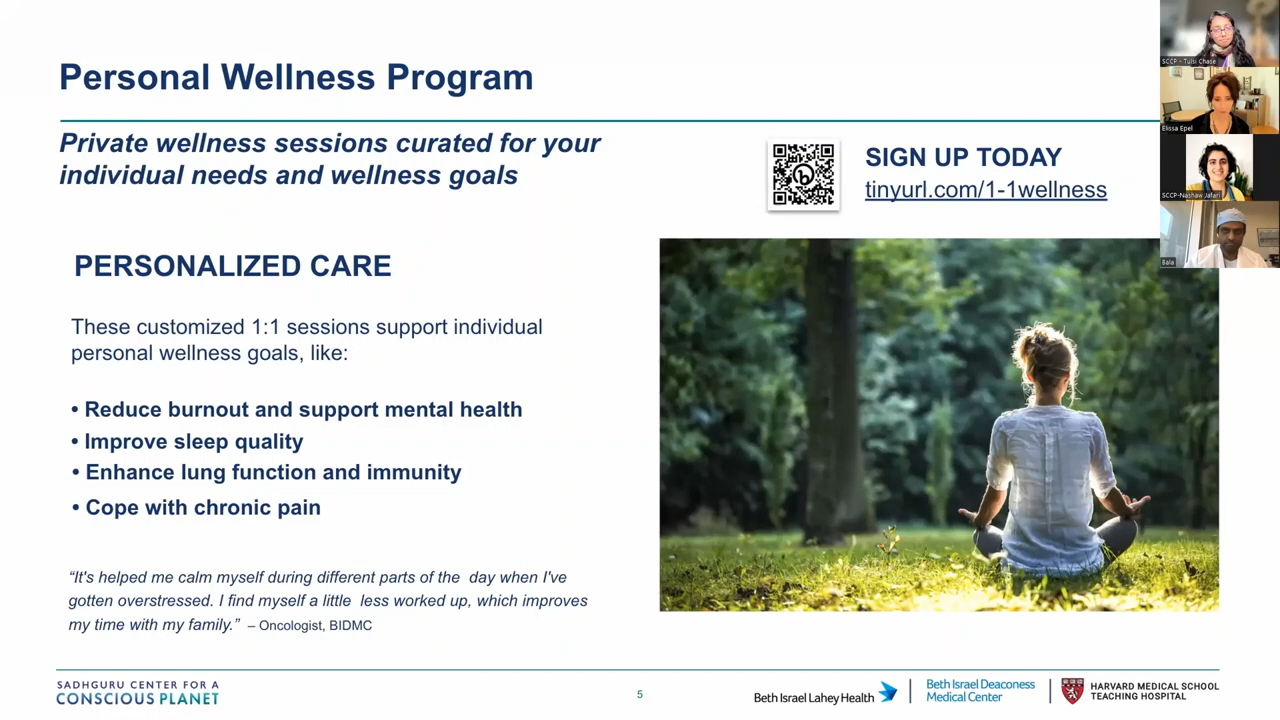 Personal Wellness Program
Private wellness sessions curated for your
individual needs and wellness goals
SIGN UP TODAY
tinyurl.com/1-1wellness
PERSONALIZED CARE
These customized 1:1 sessions support individual
personal wellness goals, like:
• Reduce burnout and support mental health
• Improve sleep quality
• Enhance lung function and immunity
• Cope with chronic pain
“It's helped me calm myself during different parts of the day when I've
gotten overstressed. I find myself a little less worked up, which improves
my time with my family.” – Oncologist, BIDMC
SADHGURU CENTER FOR A
CONSCIOUS PLANET
5
Beth Israel Lahey Health
Beth Israel Deaconess
Medical Center
HARVARD MEDICAL SCHOOL
TEACHING HOSPITAL
SCCP - Tulsi Chase
Elissa Epel
SCCP-Nashaw Jafari
Bala